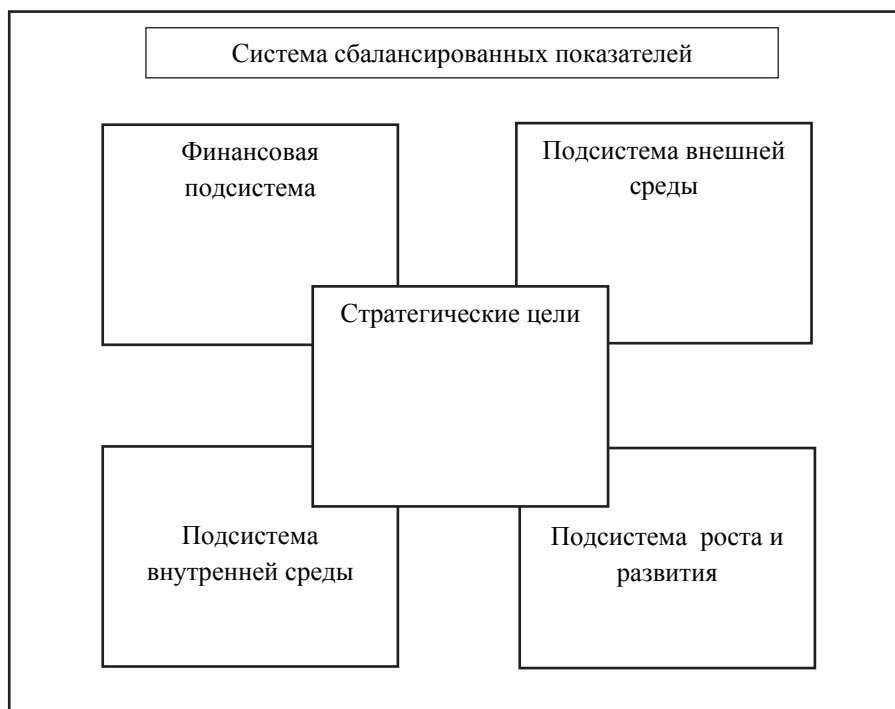 Система сбалансированных показателей
Финансовая
подсистема
Подсистема внешней
среды
Стратегические цели
Подсистема
внутренней среды
Подсистема роста и
развития